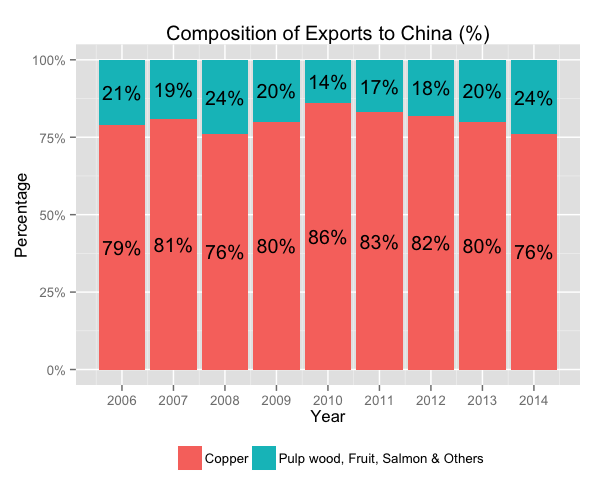 Composition of Exports to China (%)
100%
75%
50%
25%
0%
Percentage
21% 19% 24% 20% 14% 17% 18% 20% 24%
79% 81% 76% 80% 86% 83% 82% 80% 76%
2006 2007 2008 2009 2010 2011 2012 2013 2014
Year
Copper Pulp wood, Fruit, Salmon & Others